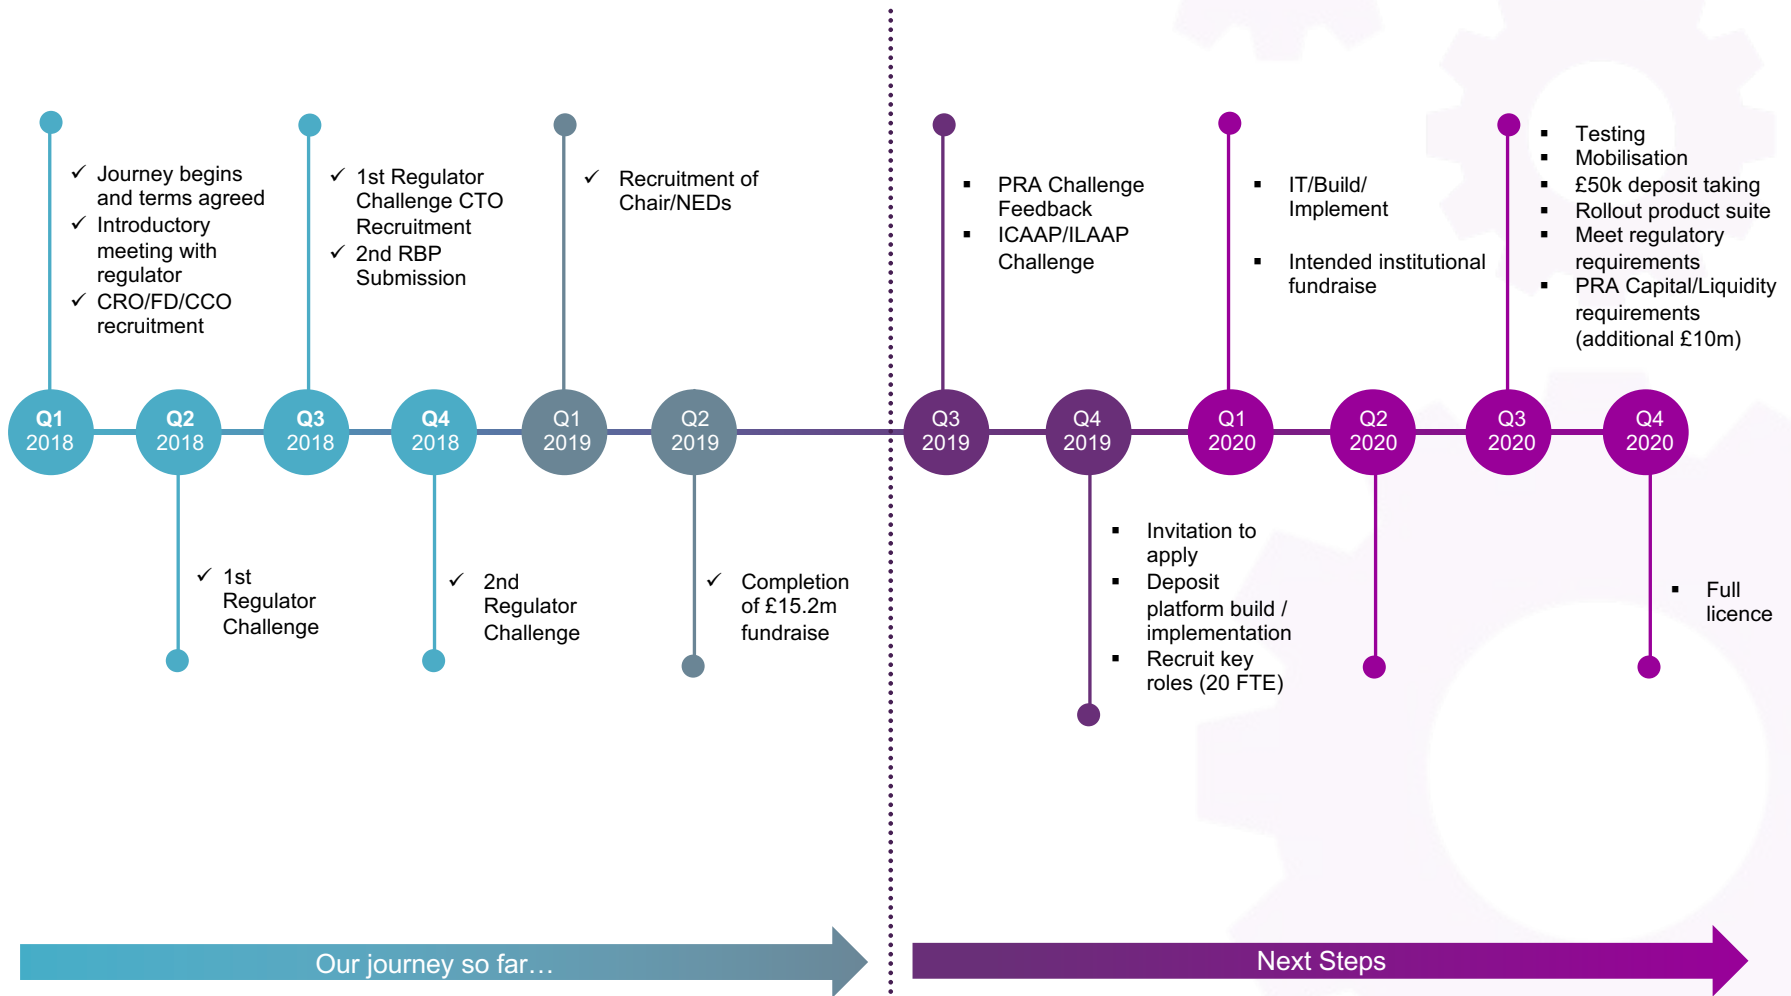 ✓ Journey begins
and terms agreed
✓ Introductory
meeting with
regulator
✓ CRO/FD/CCO
recruitment
✓ 1st Regulator
Challenge CTO
Recruitment
✓ 2nd RBP
Submission
✓ Recruitment of
Chair/NEDs
▪ PRA Challenge
Feedback
▪ ICAAP/ILAAP
Challenge
▪ IT/Build/
Implement
▪ Intended institutional
fundraise
▪ Testing
▪ Mobilisation
▪ £50k deposit taking
▪ Rollout product suite
▪ Meet regulatory
requirements
▪ PRA Capital/Liquidity
requirements
(additional £10m)
Q1
2018
Q2
2018
Q3
2018
Q4
2018
Q1
2019
Q2
2019
Q3
2019
Q4
2019
Q1
2020
Q2
2020
Q3
2020
Q4
2020
✓ 1st
Regulator
Challenge
✓ 2nd
Regulator
Challenge
✓ Completion
of £15.2m
fundraise
▪ Invitation to
apply
▪ Deposit
platform build /
implementation
▪ Recruit key
roles (20 FTE)
▪ Full
licence
Our journey so far…
Next Steps